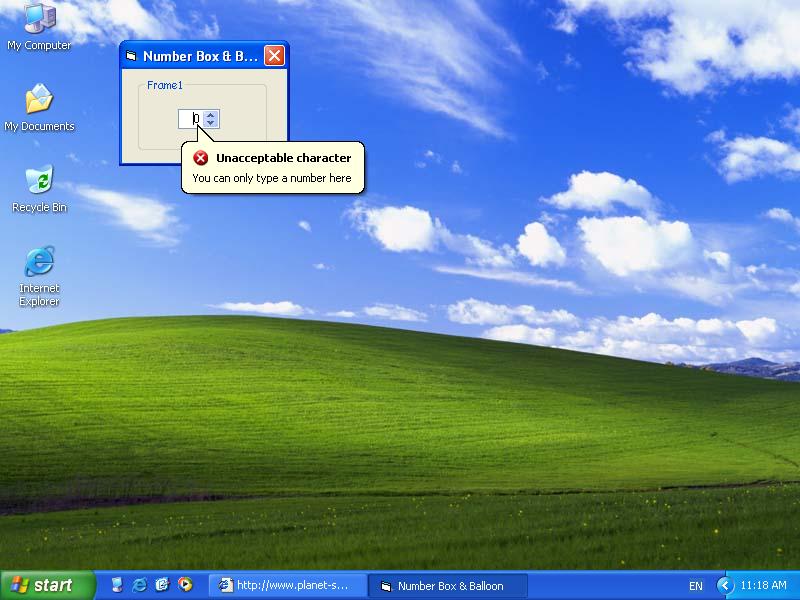 My Computer
Number Box & B...
Frame1
0
My Documents
Unacceptable character
You can only type a number here
Recycle Bin
Internet
Explorer
start
http://www.planet-s...
Number Box & Balloon
EN
11:18 AM